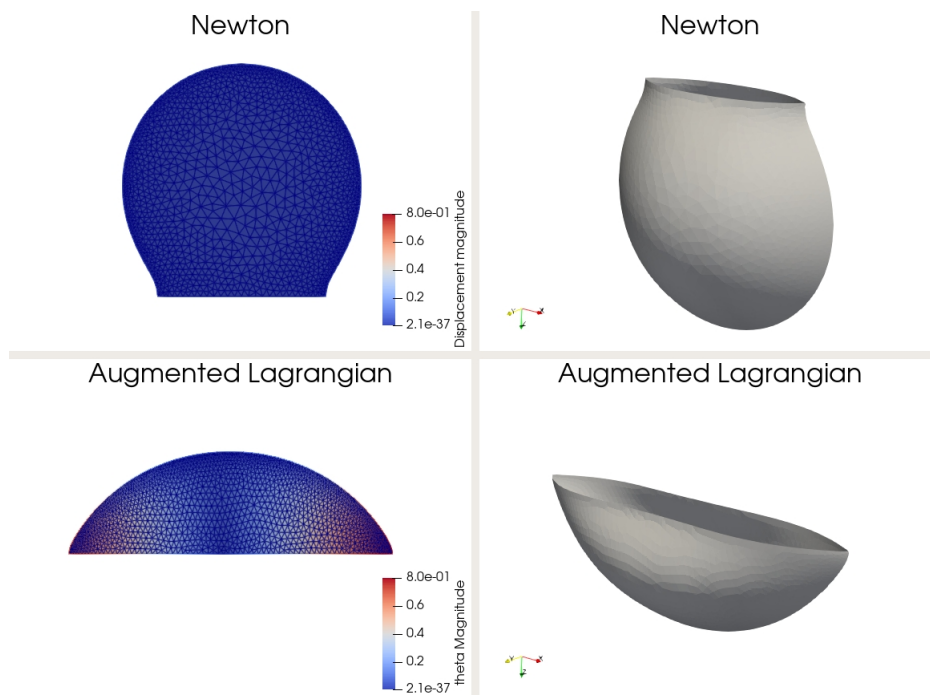 Newton
8.0e-01
0.6
0.4
0.2
2.1e-37
Displacement magnitude
Newton
Y
X
Z
Augmented Lagrangian
8.0e-01
0.6
0.4
0.2
2.1e-37
theta Magnitude
Augmented Lagrangian
Y
X
Z